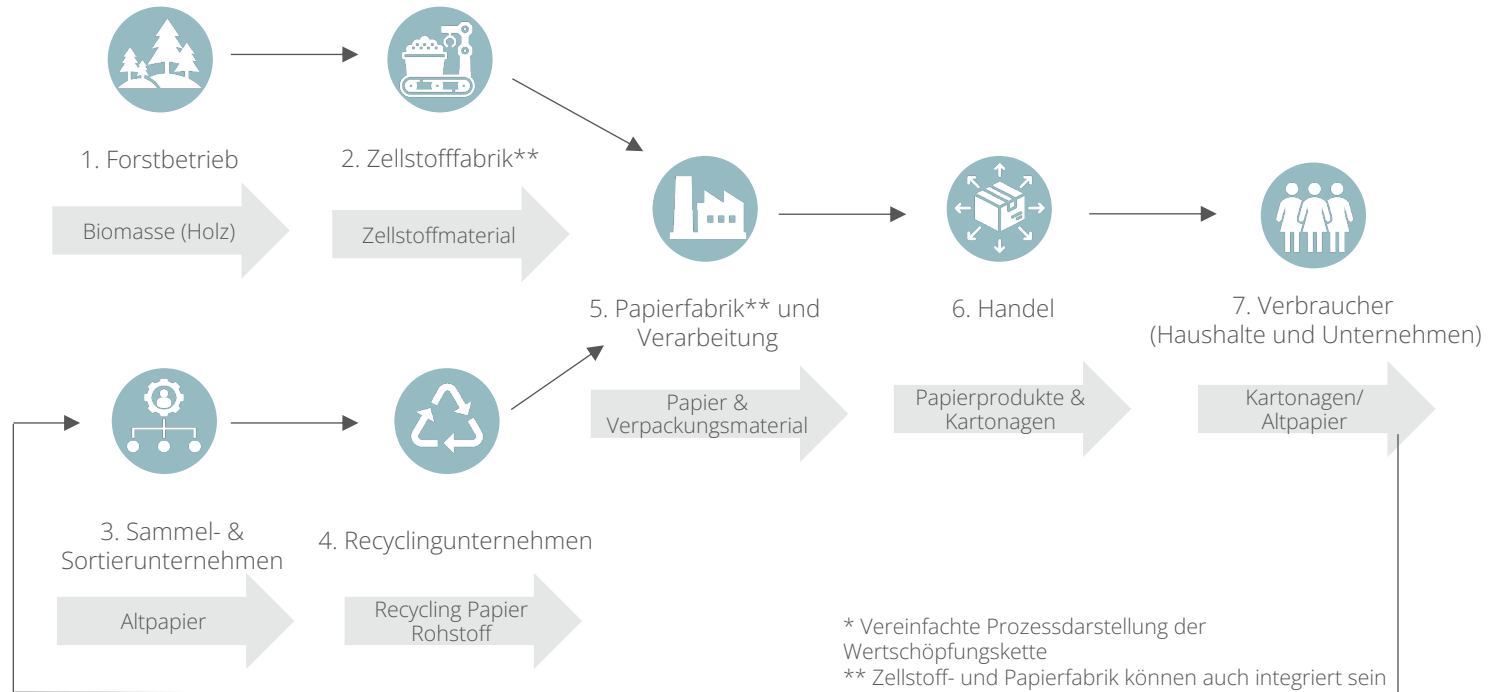 1. Forstbetrieb
Biomasse (Holz)
2. Zellstofffabrik**
Zellstoffmaterial
3. Sammel- &
Sortierunternehmen
Altpapier
4. Recyclingunternehmen
Recycling Papier
Rohstoff
5. Papierfabrik** und
Verarbeitung
Papier &
Verpackungsmaterial
6. Handel
Papierprodukte &
Kartonagen
7. Verbraucher
(Haushalte und Unternehmen)
Kartonagen/
Altpapier
* Vereinfachte Prozessdarstellung der
Wertschöpfungskette
** Zellstoff- und Papierfabrik können auch integriert sein